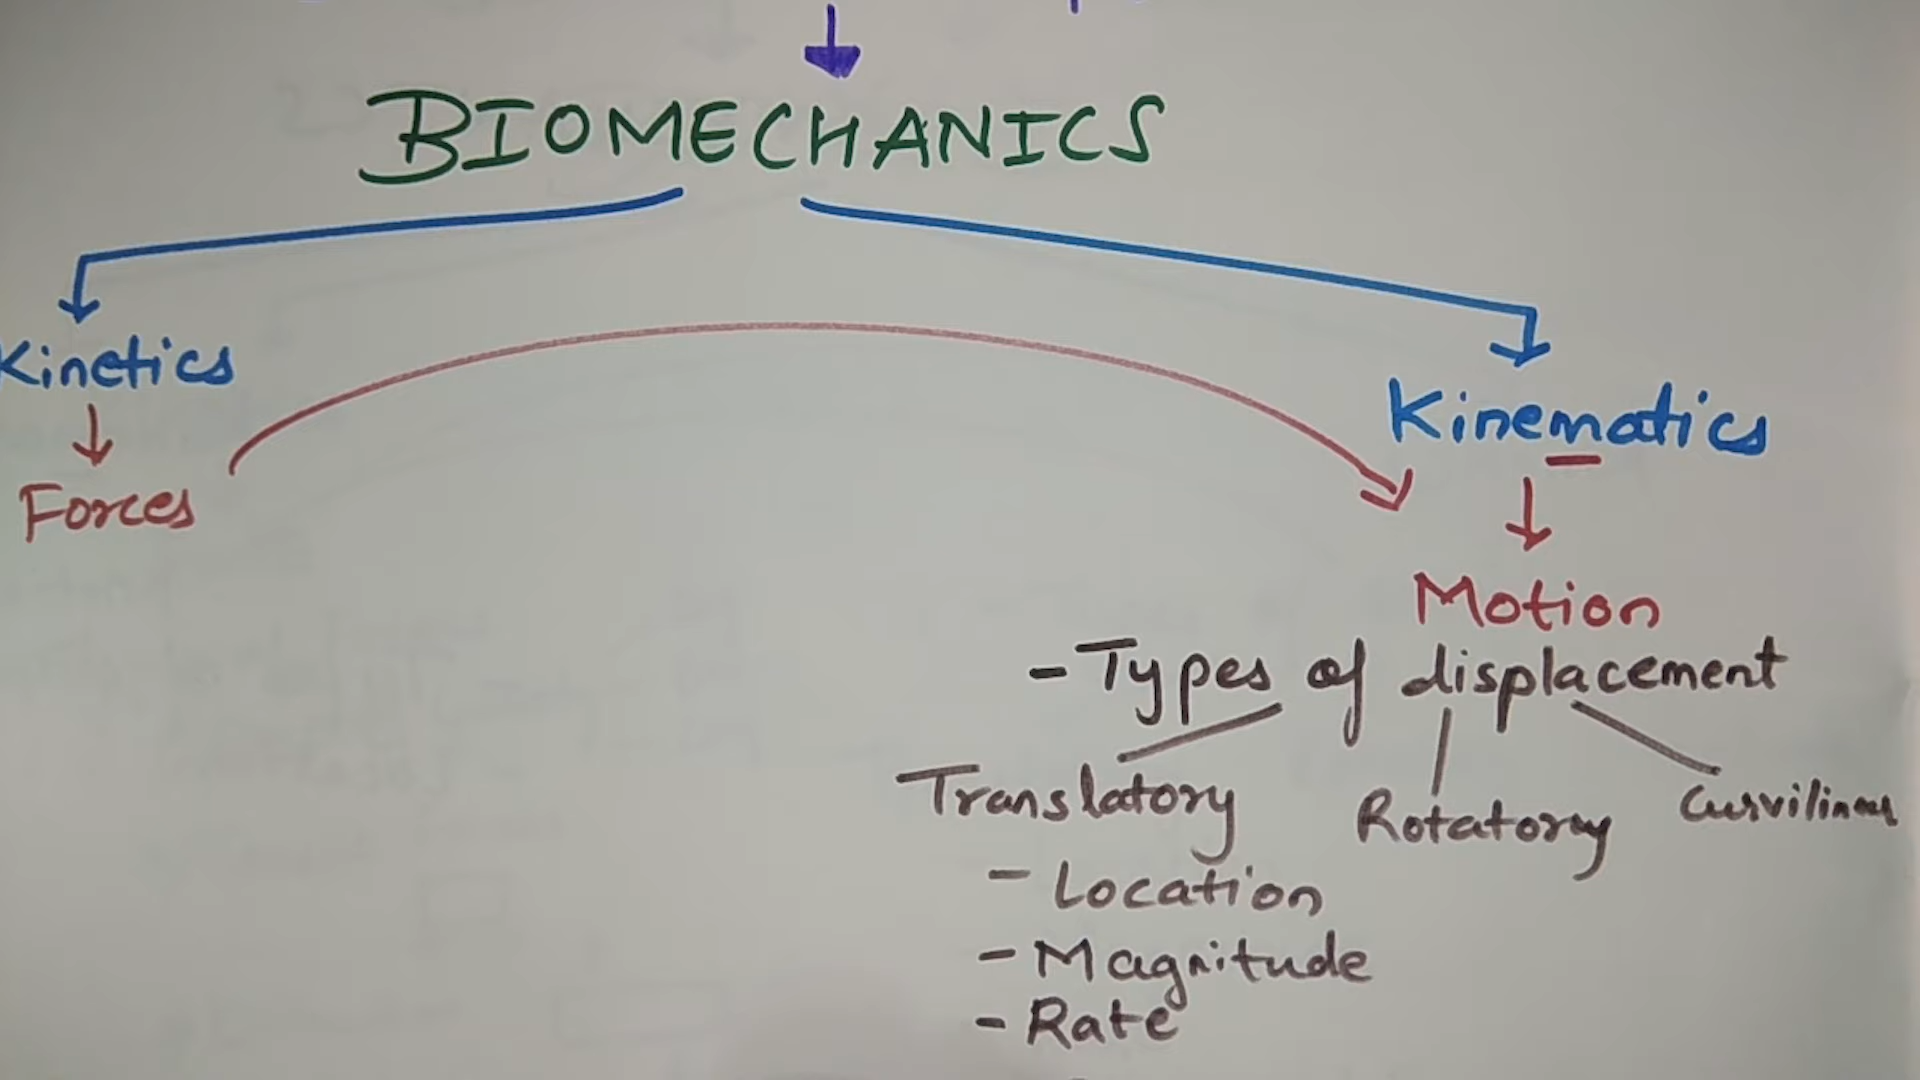 BIOMECHANICS
Kinetics
Kinematics
Forces
Motion
- Types of displacement
Translatory
Rotatory
Curvilinear
- Location
- Magnitude
- Rate